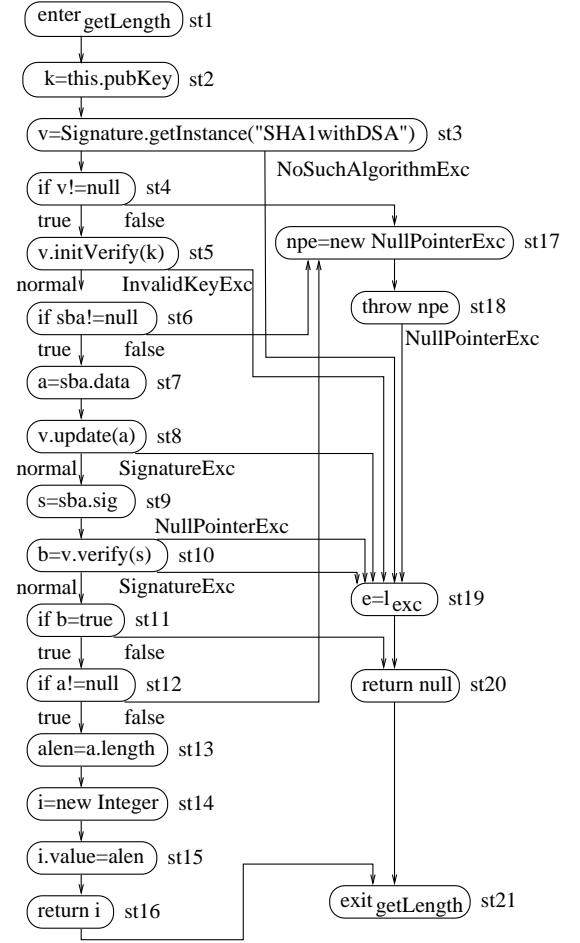 enter getLength st1
k=this.pubKey st2
v=Signature.getInstance("SHA1withDSA") st3
NoSuchAlgorithmExc
if v!=null st4
true false
npe=new NullPointerExc st17
v.initVerify(k) st5
normal InvalidKeyExc
throw npe st18
if sba!=null st6
NullPointerExc
true false
a=sba.data st7
v.update(a) st8
normal SignatureExc
s=sba.sig st9
NullPointerExc
b=v.verify(s) st10
normal SignatureExc
e=l exc st19
if b=true st11
true false
if a!=null st12
return null st20
true false
alen=a.length st13
i=new Integer st14
i.value=alen st15
return i st16
exit getLength st21